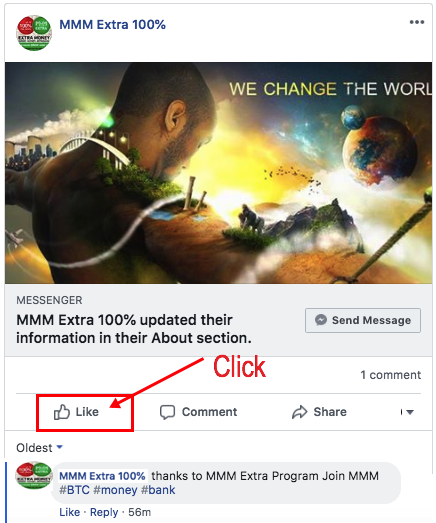 MMM Extra 100%
EXTRA MONEY
WE CHANGE THE WORL
MESSENGER
MMM Extra 100% updated their
information in their About section.
Send Message
Click
1 comment
Like
Comment
Share
Oldest
MMM Extra 100% thanks to MMM Extra Program Join MMM
#BTC #money #bank
Like · Reply · 56m